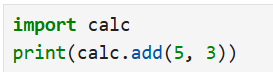 import calc
print(calc.add(5, 3))